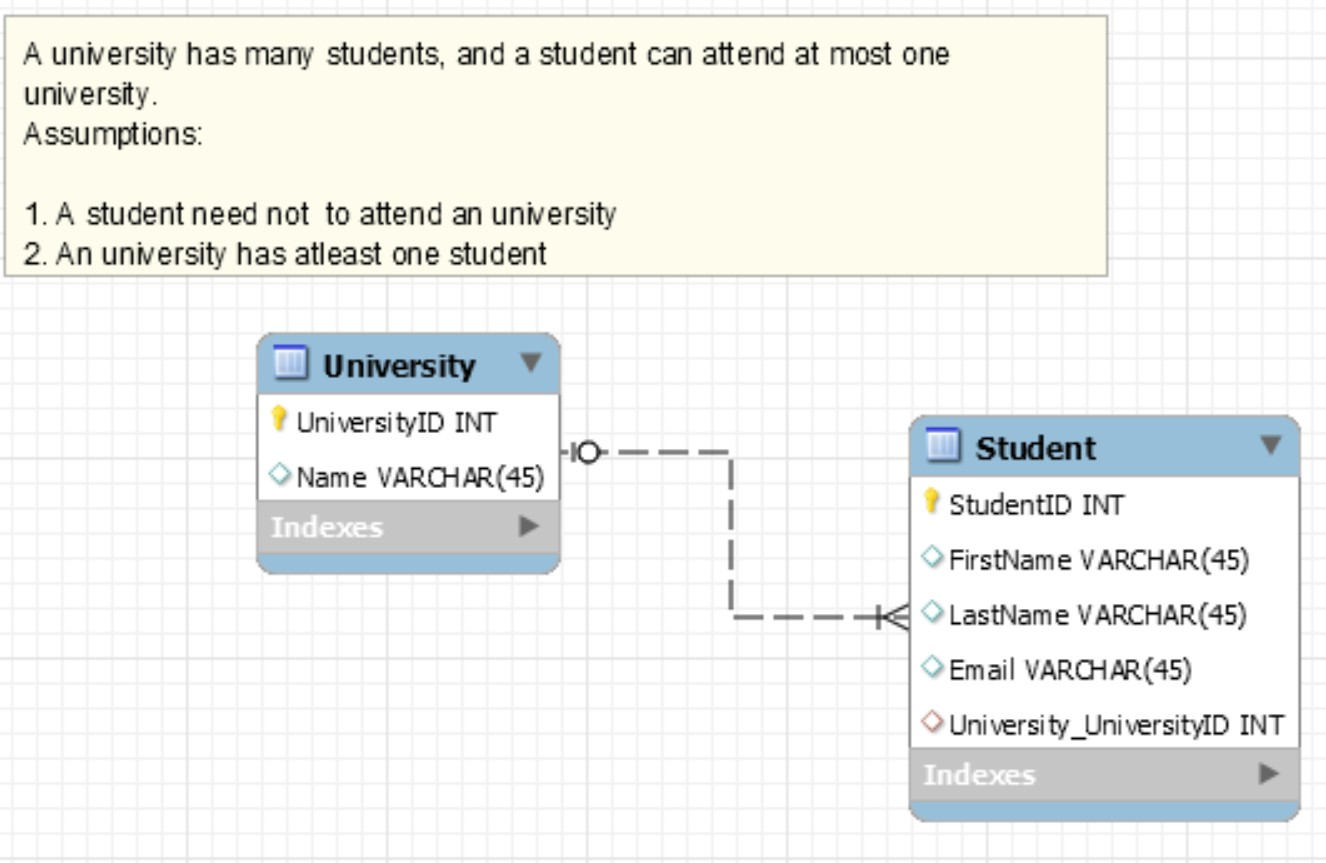 A university has many students, and a student can attend at most one
university.
Assumptions:
1. A student need not  to attend an university
2. An university has atleast one student
University
UniversityID INT
Name VARCHAR(45)
Indexes
Student
StudentID INT
FirstName VARCHAR(45)
LastName VARCHAR(45)
Email VARCHAR(45)
University_UniversityID INT
Indexes